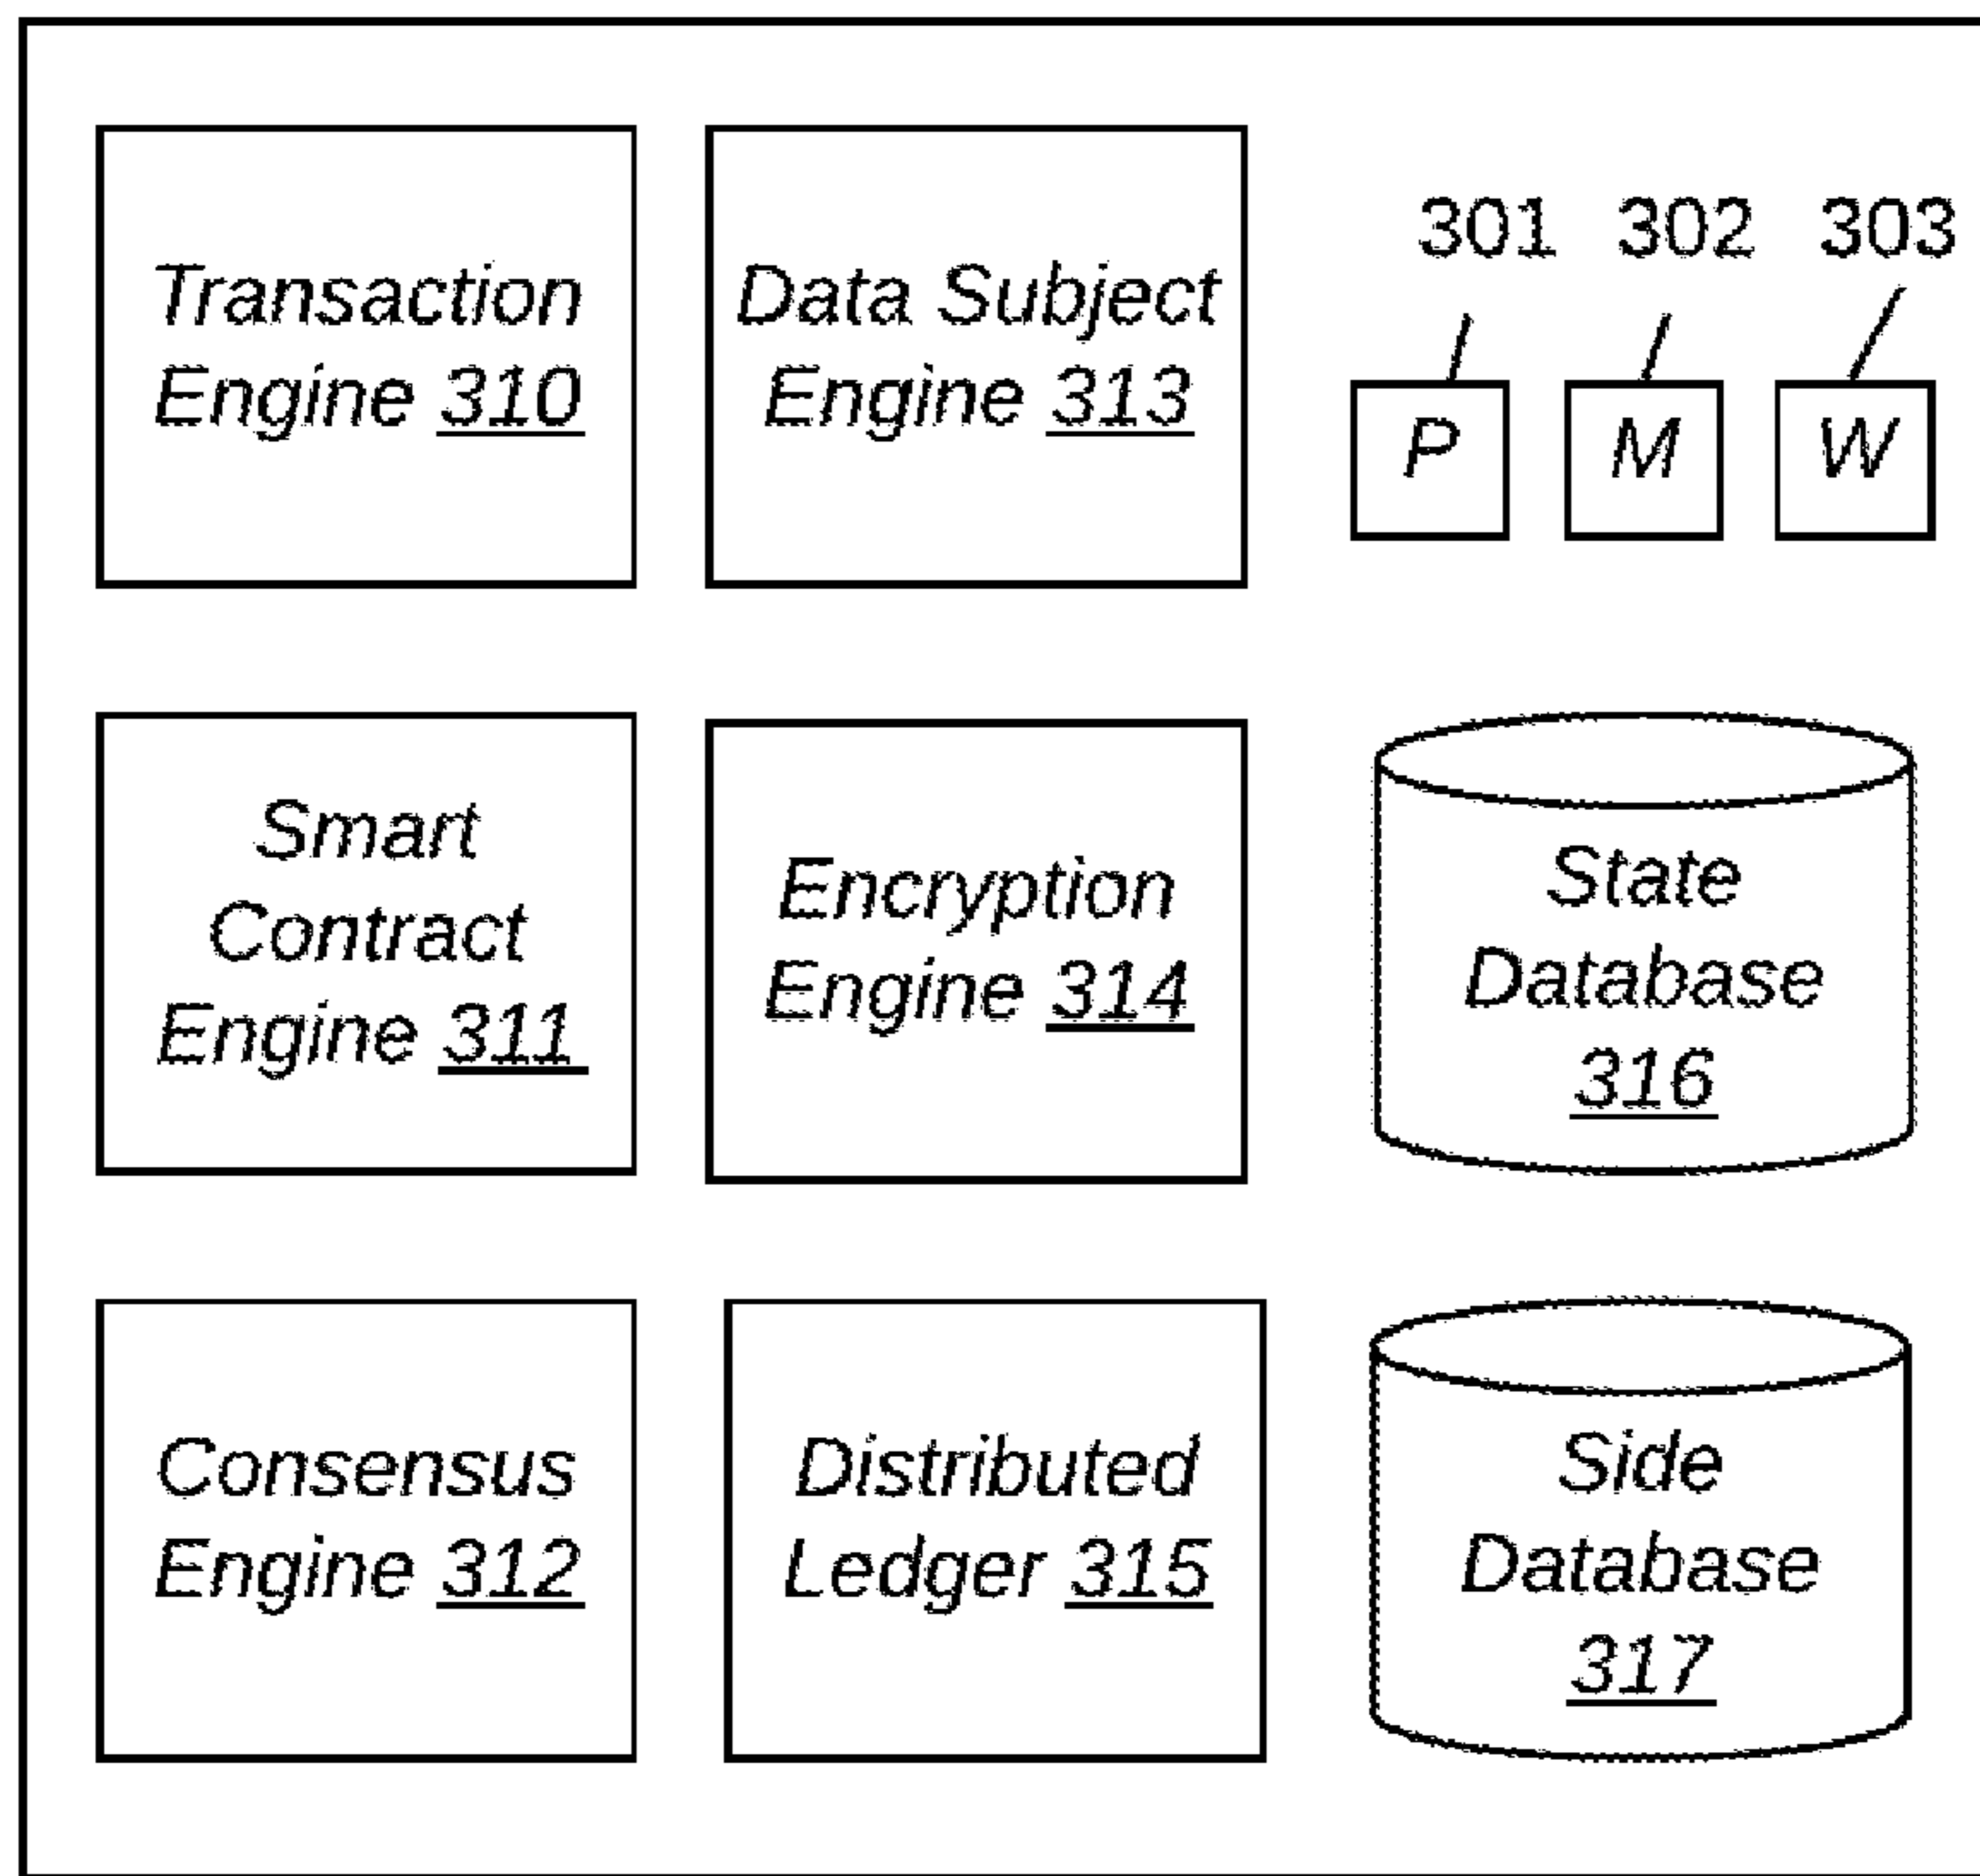 Transaction
Engine 310
Data Subject
Engine 313
301 302 303
P M W
Smart
Contract
Engine 311
Encryption
Engine 314
State
Database
316
Consensus
Engine 312
Distributed
Ledger 315
Side
Database
317